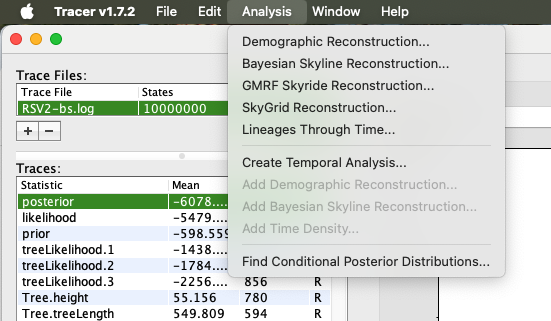 Tracer v1.7.2 File Edit Analysis Window Help
Demographic Reconstruction...
Bayesian Skyline Reconstruction...
GMRF Skyride Reconstruction...
SkyGrid Reconstruction...
Lineages Through Time...
Create Temporal Analysis...
Add Demographic Reconstruction...
Add Bayesian Skyline Reconstruction...
Add Time Density...
Find Conditional Posterior Distributions...
Trace Files:
Trace File States
RSV2-bs.log 10000000
+ −
Traces:
Statistic Mean
posterior -6078....
likelihood -5479....
prior -598.559
treeLikelihood.1 -1438....
treeLikelihood.2 -1784....
treeLikelihood.3 -2256.... 856 R
Tree.height 55.156 780 R
Tree.treeLength 549.809 594 R